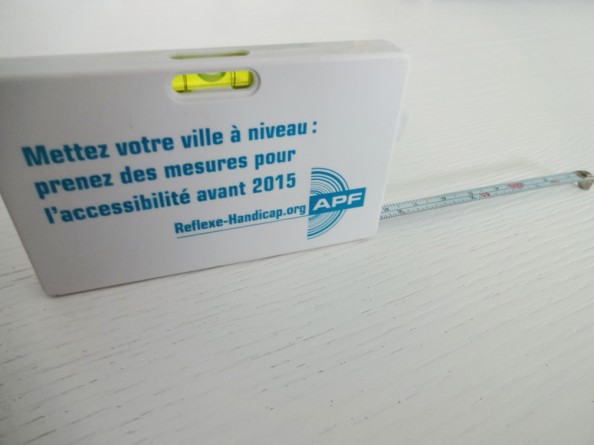 Mettez votre ville à niveau :
prenez des mesures pour
l'accessibilité avant 2015
Reflexe-Handicap.org
APF